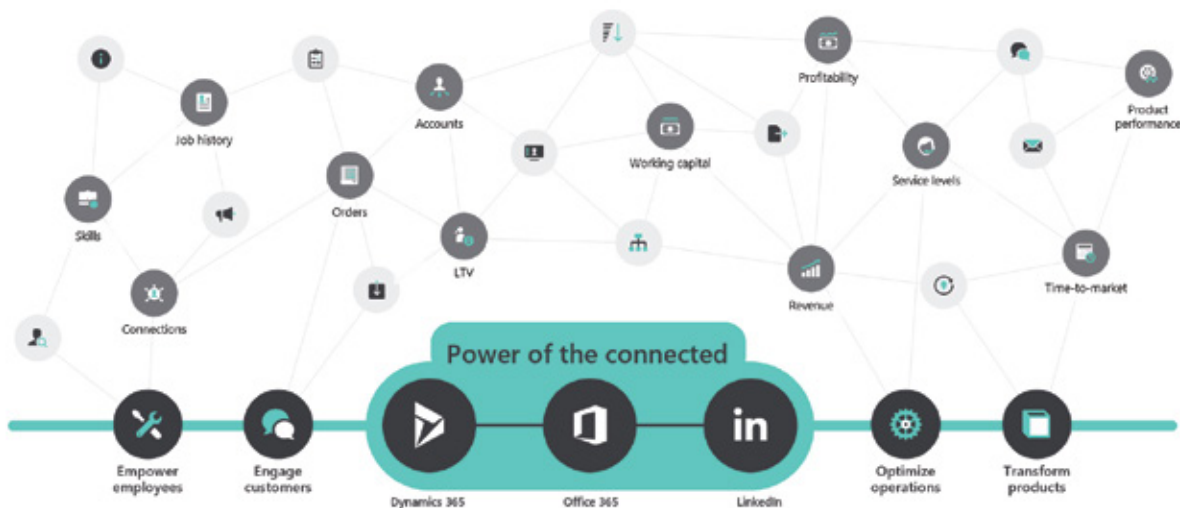 Profitability
Product
performance
Accounts
Job history
Working capital
Service levels
Skills
Orders
LTV
Time-to-market
Revenue
Connections
Power of the connected
in
Empower
employees
Engage
customers
Dynamics 365
Office 365
LinkedIn
Optimize
operations
Transform
products